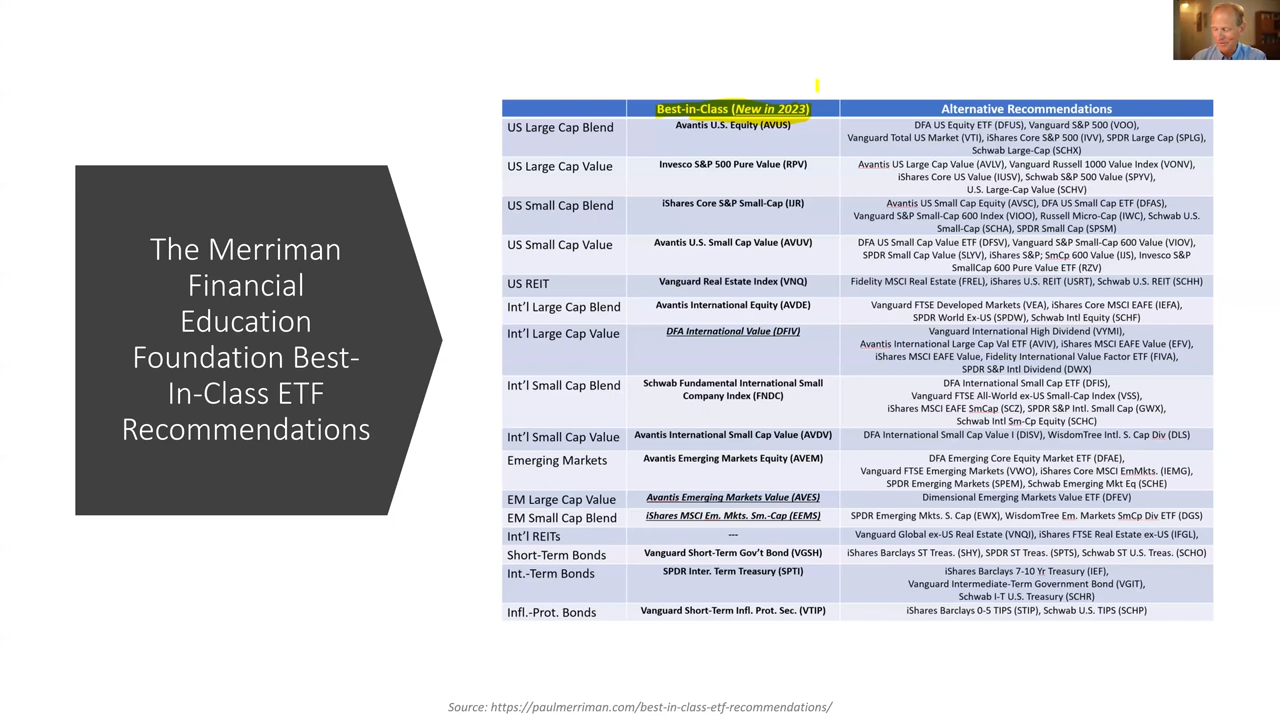 The Merriman
Financial
Education
Foundation Best-
In-Class ETF
Recommendations
Best-in-Class (New in 2023)
Alternative Recommendations
US Large Cap Blend
Avantis U.S. Equity (AVUS)
DFA US Equity ETF (DFUS), Vanguard S&P 500 (VOO),
Vanguard Total US Market (VTI), iShares Core S&P 500 (IVV), SPDR Large Cap (SPLG),
Schwab Large-Cap (SCHX)
US Large Cap Value
Invesco S&P 500 Pure Value (RPV)
Avantis US Large Cap Value (AVLV), Vanguard Russell 1000 Value Index (VONV),
iShares Core US Value (IUSV), Schwab S&P 500 Value (SPYV),
U.S. Large-Cap Value (SCHV)
US Small Cap Blend
iShares Core S&P Small-Cap (IJR)
Avantis US Small Cap Equity (AVSC), DFA US Small Cap ETF (DFAS),
Vanguard S&P Small-Cap 600 Index (VIOO), Russell Micro-Cap (IWC), Schwab U.S.
Small-Cap (SCHA), SPDR Small Cap (SPSM)
US Small Cap Value
Avantis U.S. Small Cap Value (AVUV)
DFA US Small Cap Value ETF (DFSV), Vanguard S&P Small-Cap 600 Value (VIOV),
SPDR Small Cap Value (SLYV), iShares S&P; SmCp 600 Value (IJS), Invesco S&P
SmallCap 600 Pure Value ETF (RZV)
US REIT
Vanguard Real Estate Index (VNQ)
Fidelity MSCI Real Estate (FREL), iShares U.S. REIT (USRT), Schwab U.S. REIT (SCHH)
Int'l Large Cap Blend
Avantis International Equity (AVDE)
Vanguard FTSE Developed Markets (VEA), iShares Core MSCI EAFE (IEFA),
SPDR World Ex-US (SPDW), Schwab Intl Equity (SCHF)
Int'l Large Cap Value
DFA International Value (DFIV)
Vanguard International High Dividend (VYMI),
Avantis International Large Cap Val ETF (AVIV), iShares MSCI EAFE Value (EFV),
iShares MSCI EAFE Value, Fidelity International Value Factor ETF (FIVA),
SPDR S&P Intl Dividend (DWX)
Int'l Small Cap Blend
Schwab Fundamental International Small
Company Index (FNDC)
DFA International Small Cap ETF (DFIS),
Vanguard FTSE All-World ex-US Small-Cap Index (VSS),
iShares MSCI EAFE SmCap (SCZ), SPDR S&P Intl. Small Cap (GWX),
Schwab Intl Sm-Cp Equity (SCHC)
Int'l Small Cap Value
Avantis International Small Cap Value (AVDV)
DFA International Small Cap Value I (DISV), WisdomTree Intl. S. Cap Div (DLS)
Emerging Markets
Avantis Emerging Markets Equity (AVEM)
DFA Emerging Core Equity Market ETF (DFAE),
Vanguard FTSE Emerging Markets (VWO), iShares Core MSCI EmMkts. (IEMG),
SPDR Emerging Markets (SPEM), Schwab Emerging Mkt Eq (SCHE)
EM Large Cap Value
Avantis Emerging Markets Value (AVES)
Dimensional Emerging Markets Value ETF (DFEV)
EM Small Cap Blend
iShares MSCI Em. Mkts. Sm.-Cap (EEMS)
SPDR Emerging Mkts. S. Cap (EWX), WisdomTree Em. Markets SmCp Div ETF (DGS)
Int'l REITs
---
Vanguard Global ex-US Real Estate (VNQI), iShares FTSE Real Estate ex-US (IFGL),
Short-Term Bonds
Vanguard Short-Term Gov't Bond (VGSH)
iShares Barclays ST Treas. (SHY), SPDR ST Treas. (SPTS), Schwab ST U.S. Treas. (SCHO)
Int.-Term Bonds
SPDR Inter. Term Treasury (SPTI)
iShares Barclays 7-10 Yr Treasury (IEF),
Vanguard Intermediate-Term Government Bond (VGIT),
Schwab I-T U.S. Treasury (SCHR)
Infl.-Prot. Bonds
Vanguard Short-Term Infl. Prot. Sec. (VTIP)
iShares Barclays 0-5 TIPS (STIP), Schwab U.S. TIPS (SCHP)
Source: https://paulmerriman.com/best-in-class-etf-recommendations/